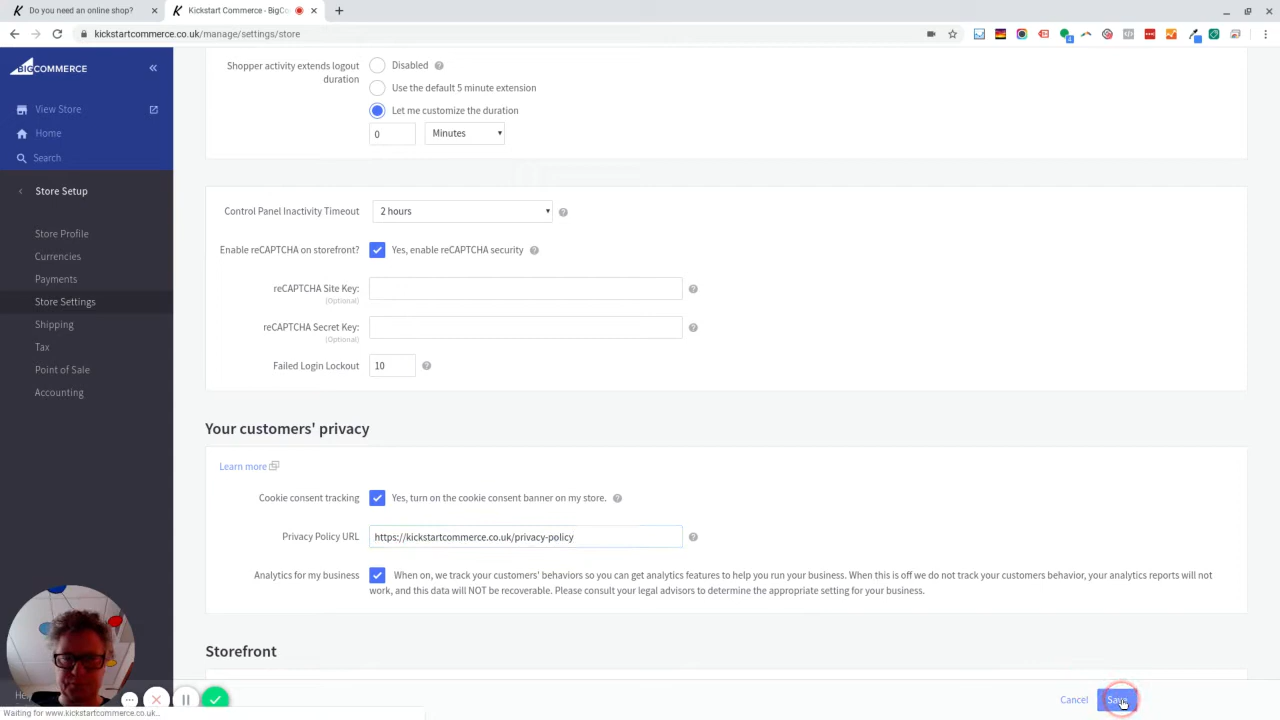 Do you need an online shop?
Kickstart Commerce - BigCo
kickstartcommerce.co.uk/manage/settings/store
BIGCOMMERCE
View Store
Home
Search
Store Setup
Store Profile
Currencies
Payments
Store Settings
Shipping
Tax
Point of Sale
Accounting
Shopper activity extends logout duration
Disabled
Use the default 5 minute extension
Let me customize the duration
0 Minutes
Control Panel Inactivity Timeout 2 hours
Enable reCAPTCHA on storefront? Yes, enable reCAPTCHA security
reCAPTCHA Site Key:
(Optional)
reCAPTCHA Secret Key:
(Optional)
Failed Login Lockout 10
Your customers' privacy
Learn more
Cookie consent tracking Yes, turn on the cookie consent banner on my store.
Privacy Policy URL https://kickstartcommerce.co.uk/privacy-policy
Analytics for my business When on, we track your customers' behaviors so you can get analytics features to help you run your business. When this is off we do not track your customers behavior, your analytics reports will not
work, and this data will NOT be recoverable. Please consult your legal advisors to determine the appropriate setting for your business.
Storefront
Cancel Save
Waiting for www.kickstartcommerce.co.uk...